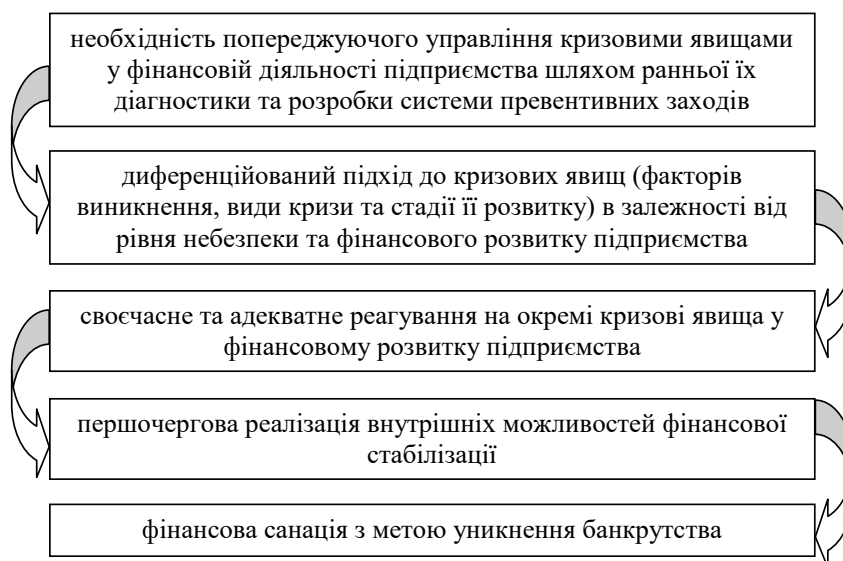 необхідність попереджуючого управління кризовими явищами
у фінансовій діяльності підприємства шляхом ранньої їх
діагностики та розробки системи превентивних заходів
диференційований підхід до кризових явищ (факторів
виникнення, види кризи та стадії її розвитку) в залежності від
рівня небезпеки та фінансового розвитку підприємства
своєчасне та адекватне реагування на окремі кризові явища у
фінансовому розвитку підприємства
першочергова реалізація внутрішніх можливостей фінансової
стабілізації
фінансова санація з метою уникнення банкрутства